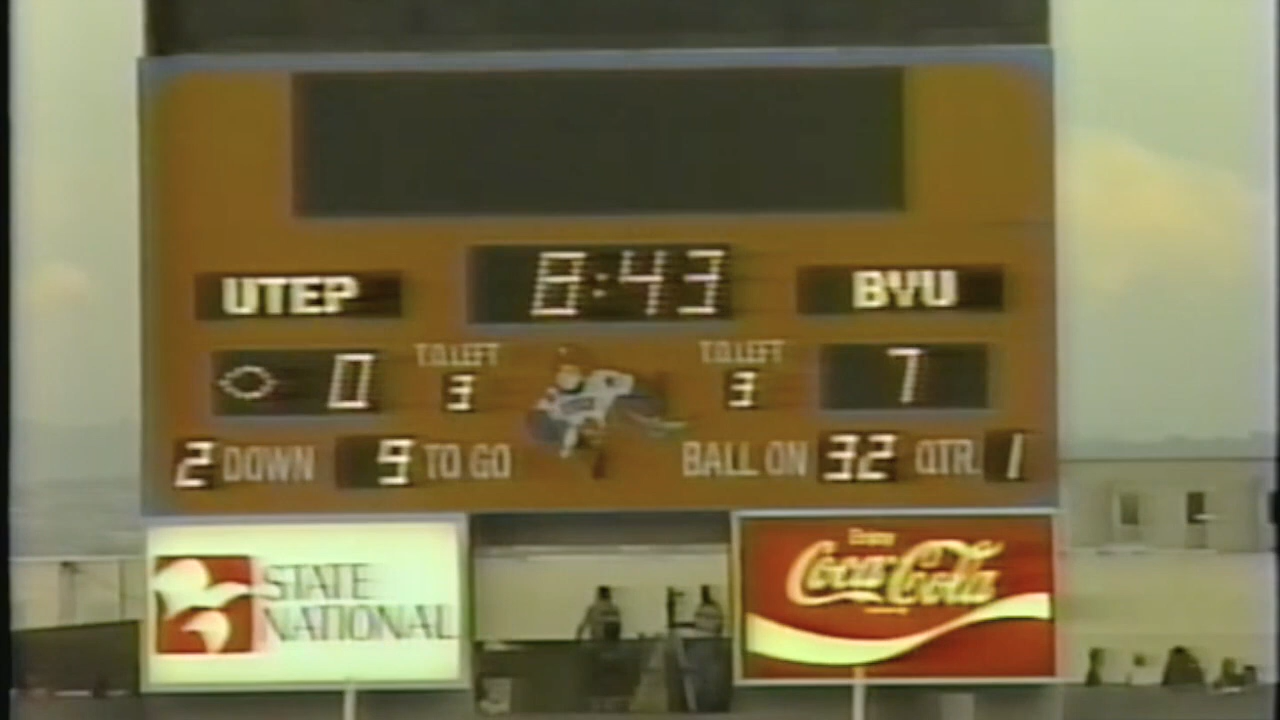 8:43
UTEP
BYU
0
T.O. LEFT
3
T.O. LEFT
3
7
2 DOWN 9 TO GO
BALL ON 32 QTR. 1
STATE
NATIONAL
Enjoy
Coca-Cola